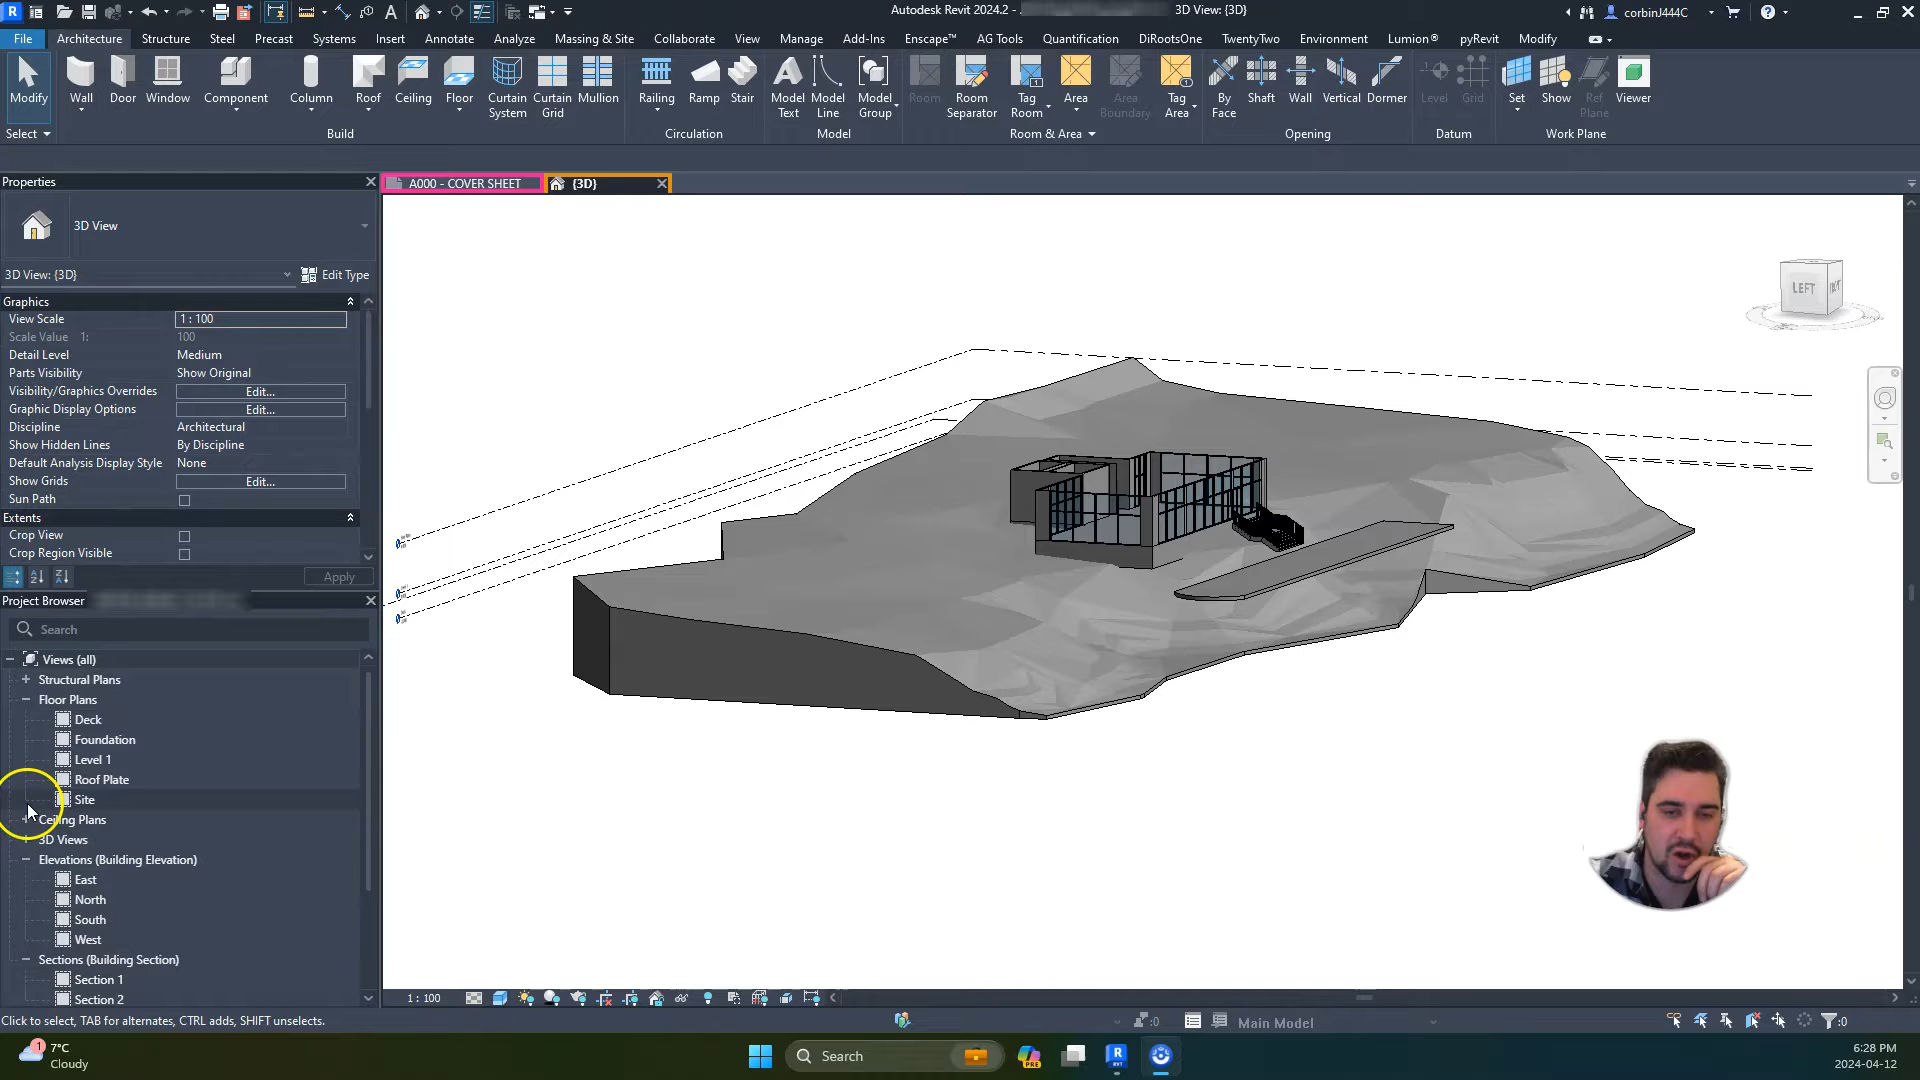 Autodesk Revit 2024.2 -
3D View: {3D}
corbinJ444C
File Architecture Structure Steel Precast Systems Insert Annotate Analyze Massing & Site Collaborate View Manage Add-Ins Enscape™ AG Tools Quantification DiRootsOne TwentyTwo Environment Lumion® pyRevit Modify
Modify Wall Door Window Component Column Roof Ceiling Floor Curtain System Curtain Grid Mullion Railing Ramp Stair Model Text Model Line Model Group Room Room Separator Tag Room Area Area Boundary Tag Area By Face Shaft Wall Vertical Dormer Level Grid Set Show Ref Plane Viewer
Select Build Circulation Model Room & Area Opening Datum Work Plane
Properties
A000 - COVER SHEET
{3D}
3D View
3D View: {3D}
Edit Type
Graphics
View Scale 1 : 100
Scale Value 1: 100
Detail Level Medium
Parts Visibility Show Original
Visibility/Graphics Overrides Edit...
Graphic Display Options Edit...
Discipline Architectural
Show Hidden Lines By Discipline
Default Analysis Display Style None
Show Grids Edit...
Sun Path
Extents
Crop View
Crop Region Visible
Apply
LEFT
Project Browser
Search
Views (all)
Structural Plans
Floor Plans
Deck
Foundation
Level 1
Roof Plate
Site
Ceiling Plans
3D Views
Elevations (Building Elevation)
East
North
South
West
Sections (Building Section)
Section 1
Section 2
1 : 100
Click to select, TAB for alternates, CTRL adds, SHIFT unselects.
:0
Main Model
:0
1
7°C
Cloudy
Search
PRE
6:28 PM
2024-04-12